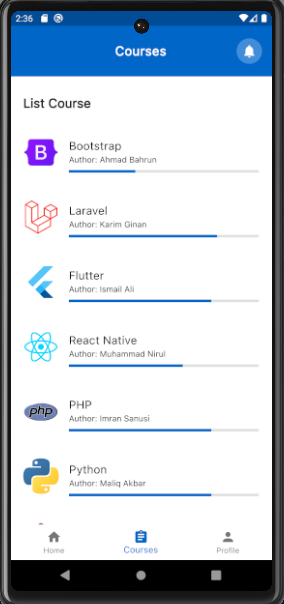 2:36
Courses
List Course
B
Bootstrap
Author: Ahmad Bahrun
Laravel
Author: Karim Ginan
Flutter
Author: Ismail Ali
React Native
Author: Muhammad Nirul
php
PHP
Author: Imran Sanusi
Python
Author: Maliq Akbar
Home
Courses
Profile